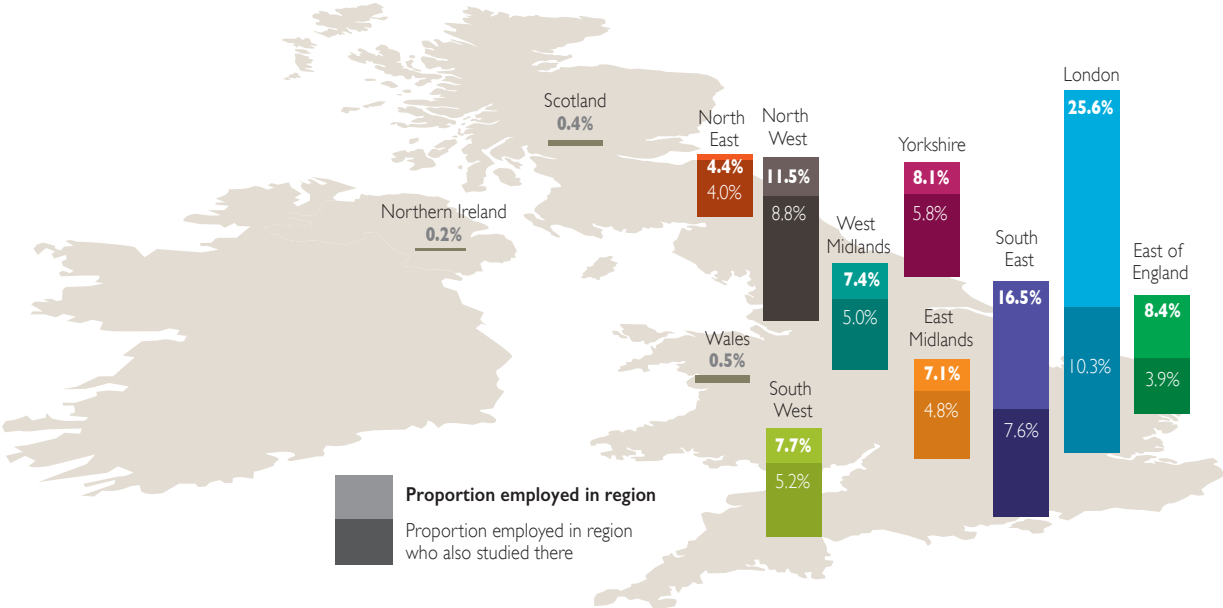 Scotland
0.4%
Northern Ireland
0.2%
North
East
4.4%
4.0%
North
West
11.5%
8.8%
Yorkshire
8.1%
5.8%
West
Midlands
7.4%
5.0%
London
25.6%
10.3%
South
East
16.5%
7.6%
East of
England
8.4%
3.9%
East
Midlands
7.1%
4.8%
Wales
0.5%
South
West
7.7%
5.2%
Proportion employed in region
Proportion employed in region
who also studied there